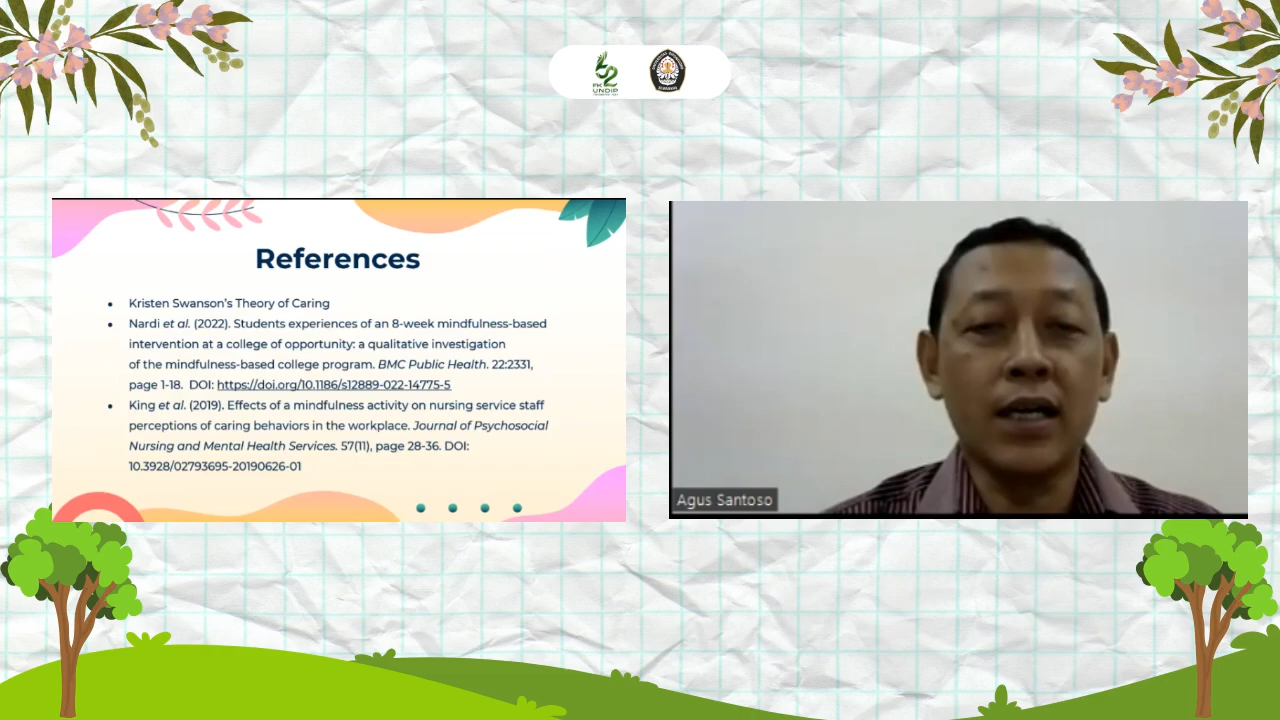 FK
UNDIP
References
• Kristen Swanson's Theory of Caring
• Nardi et al. (2022). Students experiences of an 8-week mindfulness-based
intervention at a college of opportunity: a qualitative investigation
of the mindfulness-based college program. BMC Public Health. 22:2331,
page 1-18. DOI: https://doi.org/10.1186/s12889-022-14775-5
• King et al. (2019). Effects of a mindfulness activity on nursing service staff
perceptions of caring behaviors in the workplace. Journal of Psychosocial
Nursing and Mental Health Services. 57(11), page 28-36. DOI:
10.3928/02793695-20190626-01
Agus Santoso